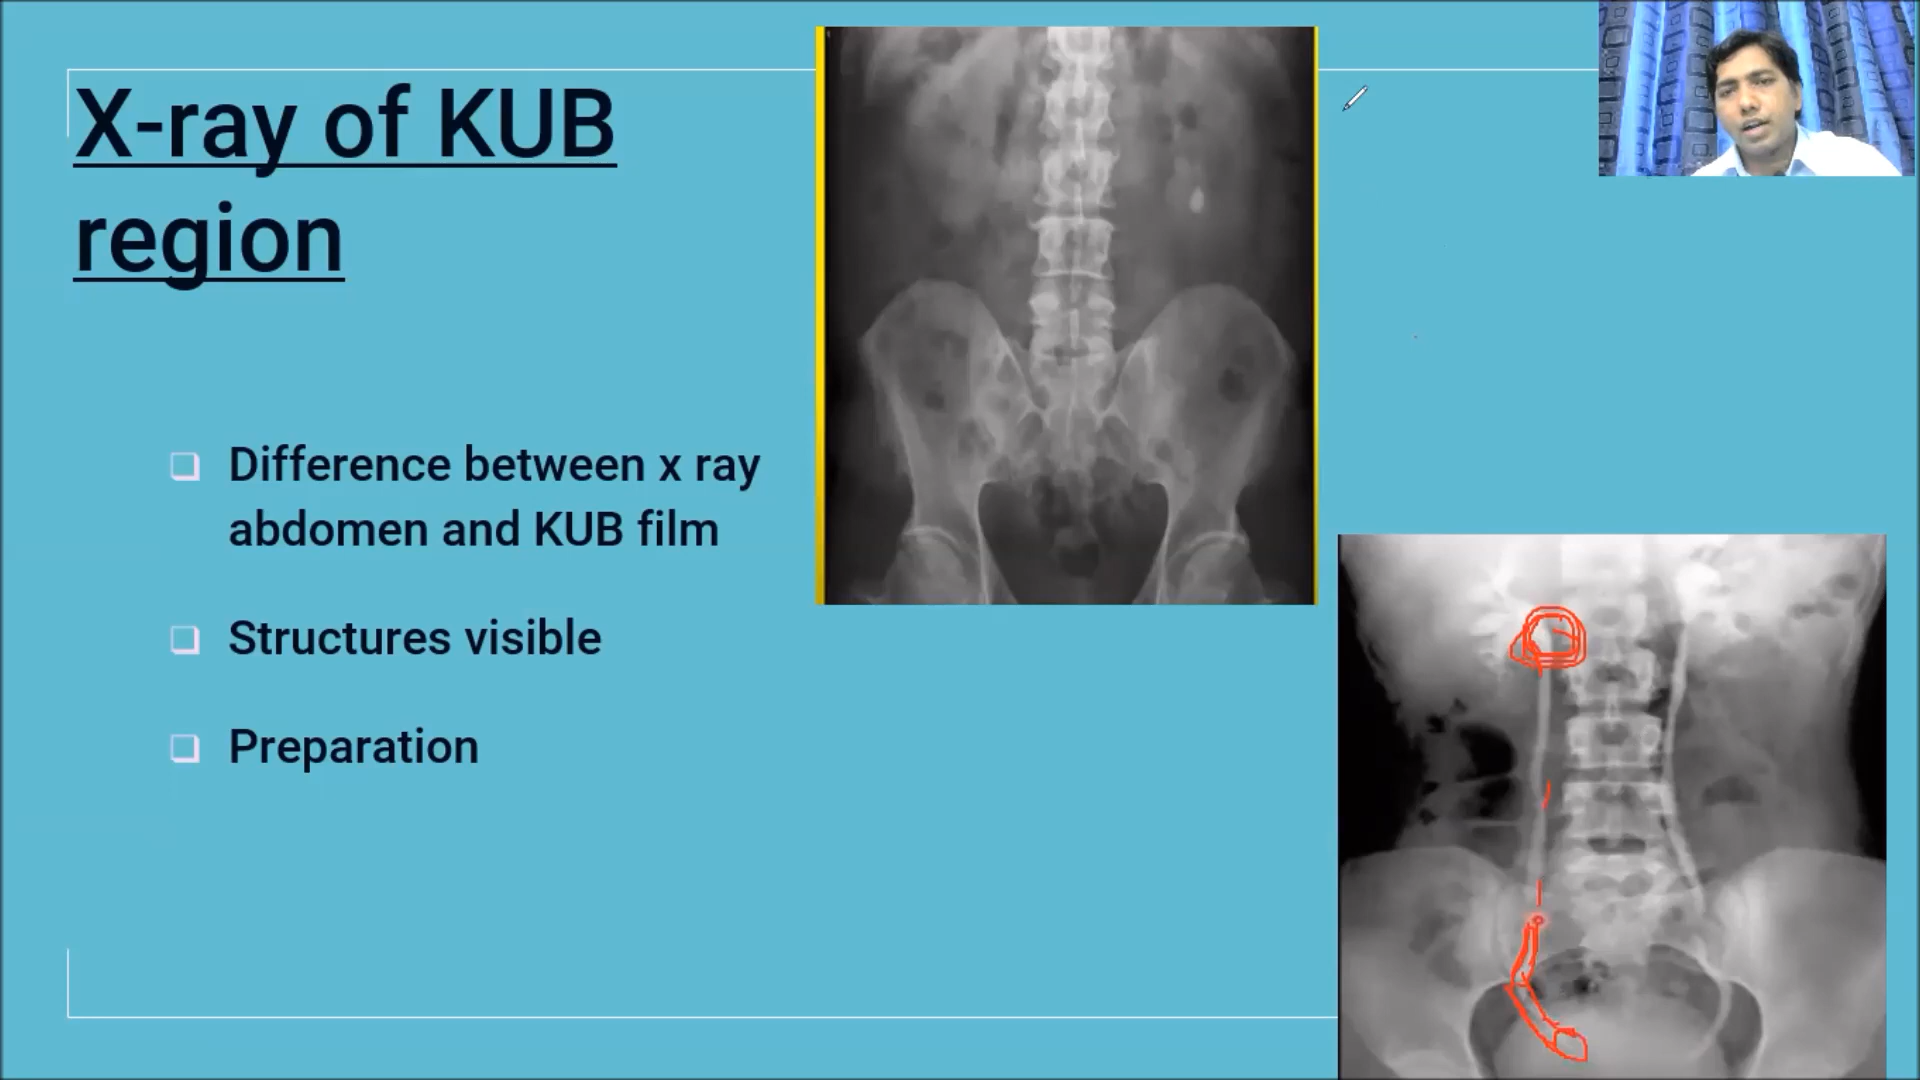 X-ray of KUB
region
Difference between x ray
abdomen and KUB film
Structures visible
Preparation